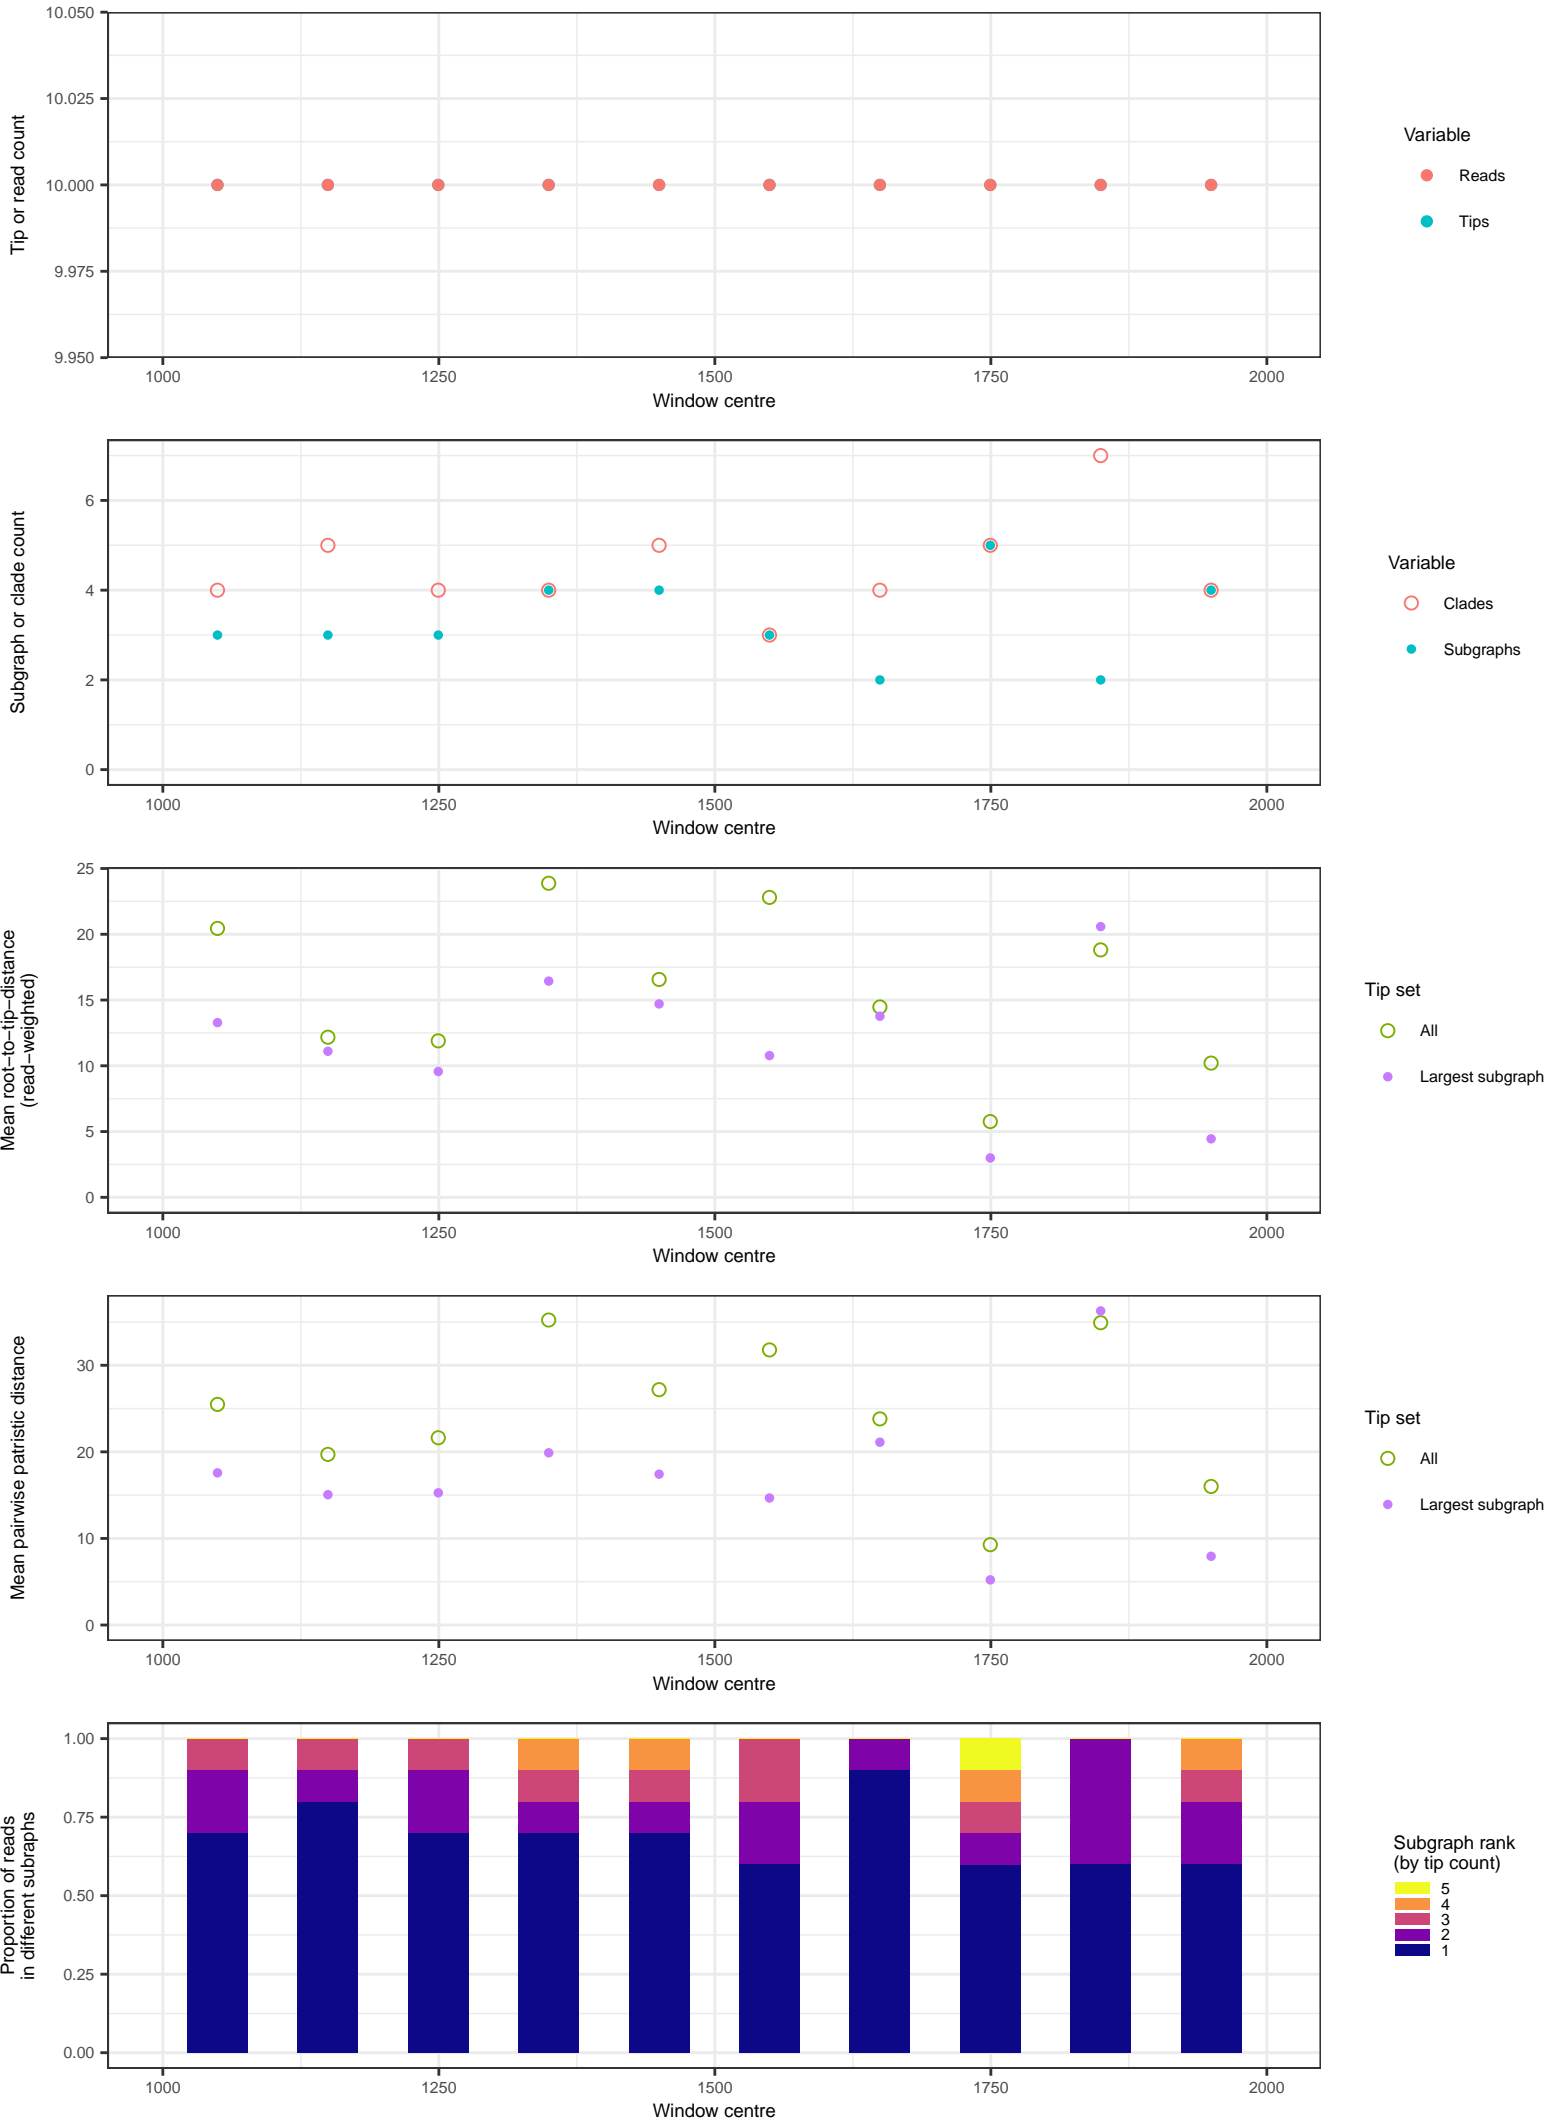 10.050
10.025
10.000
9.975
9.950
Tip or read count
1000 1250 1500 1750 2000
Window centre
Variable
Reads
Tips
6
4
2
0
Subgraph or clade count
1000 1250 1500 1750 2000
Window centre
Variable
Clades
Subgraphs
25
20
15
10
5
0
Mean root−to−tip−distance
(read−weighted)
1000 1250 1500 1750 2000
Window centre
Tip set
All
Largest subgraph
30
20
10
0
Mean pairwise patristic distance
1000 1250 1500 1750 2000
Window centre
Tip set
All
Largest subgraph
1.00
0.75
0.50
0.25
0.00
Proportion of reads
in different subraphs
1000 1250 1500 1750 2000
Window centre
Subgraph rank
(by tip count)
5
4
3
2
1